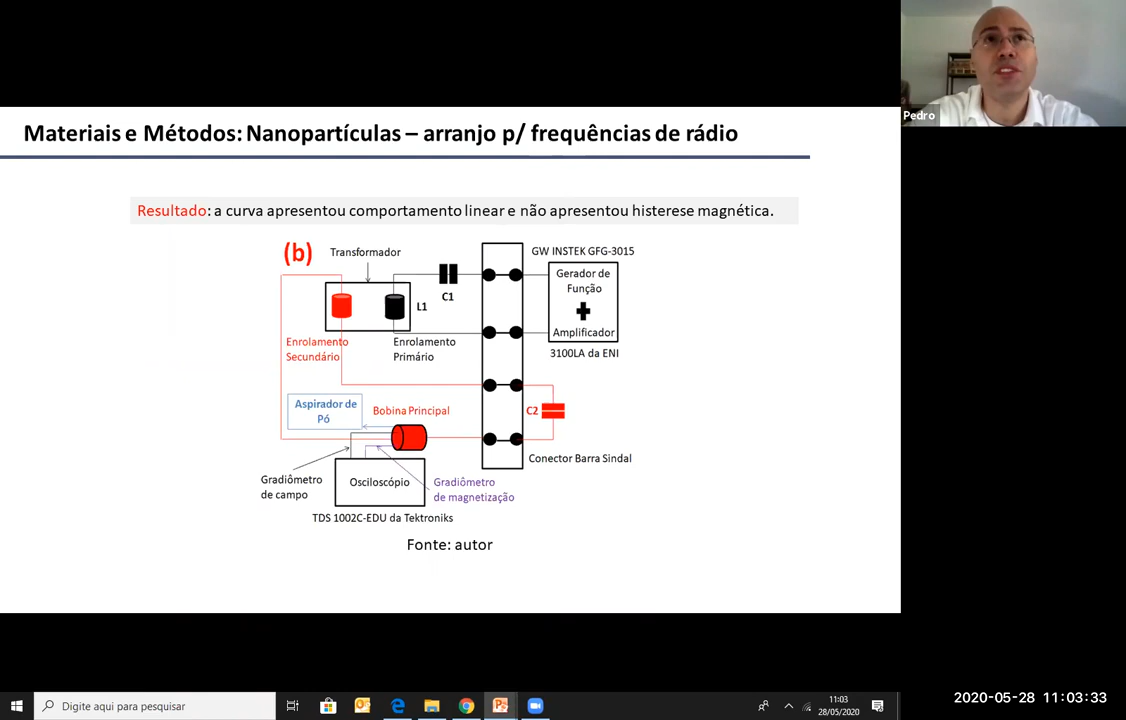 Pedro
Materiais e Métodos: Nanopartículas – arranjo p/ frequências de rádio
Resultado: a curva apresentou comportamento linear e não apresentou histerese magnética.
(b)
Transformador
GW INSTEK GFG-3015
Gerador de
Função
C1
L1
Amplificador
3100LA da ENI
Enrolamento
Secundário
Enrolamento
Primário
Aspirador de
Pó
Bobina Principal
C2
Conector Barra Sindal
Gradiômetro
de campo
Osciloscópio
Gradiômetro
de magnetização
TDS 1002C-EDU da Tektroniks
Fonte: autor
Digite aqui para pesquisar
11:03
28/05/2020
2020-05-28 11:03:33